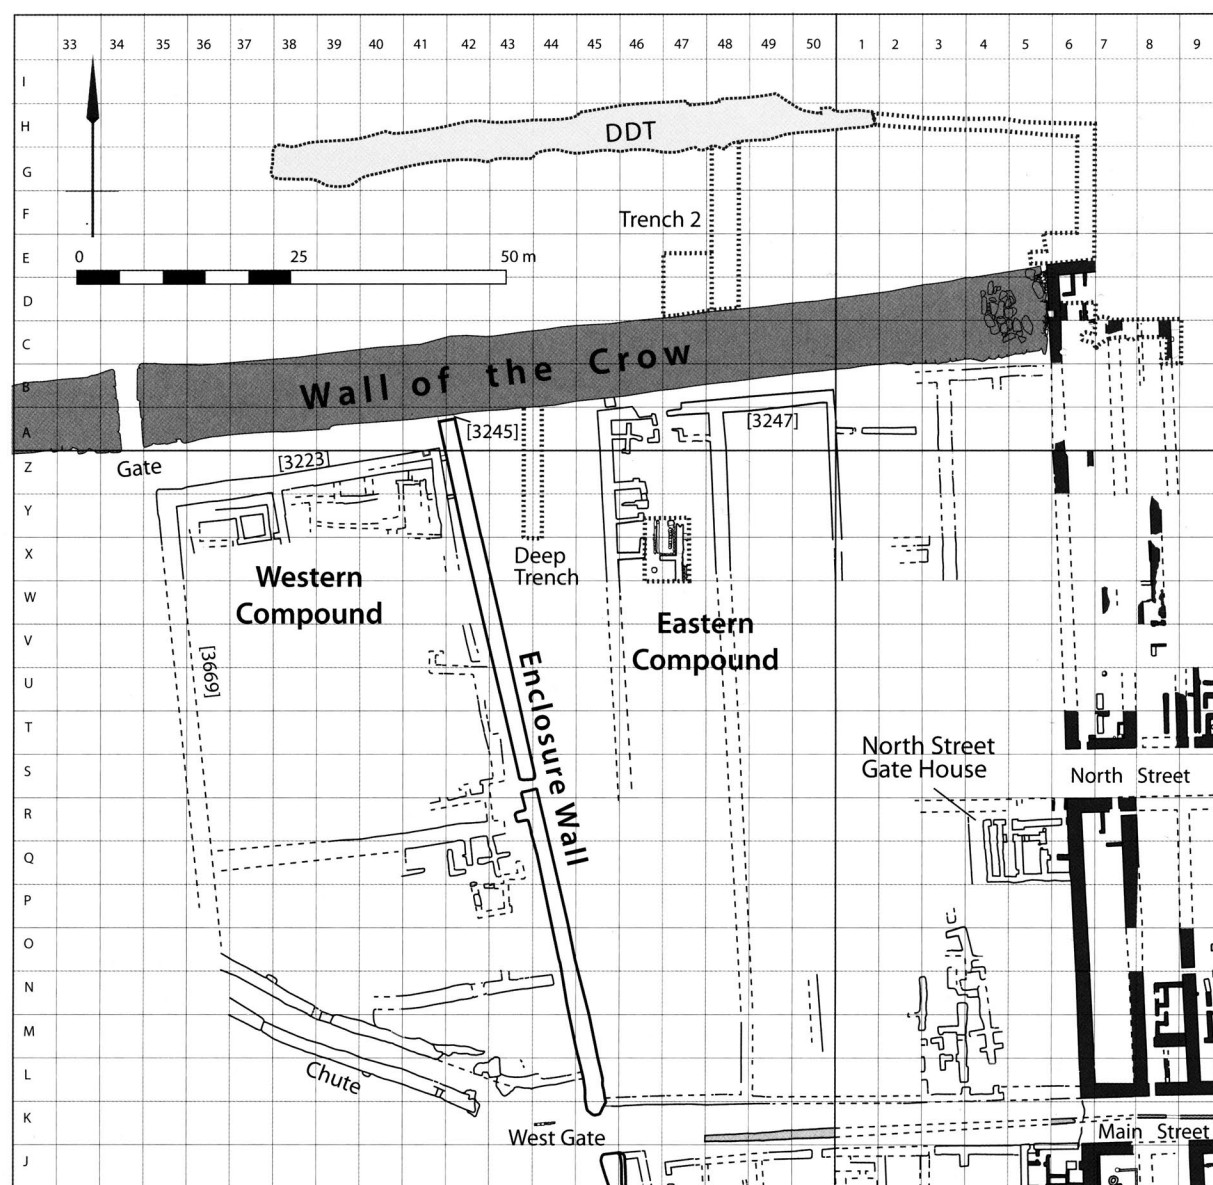 33 34 35 36 37 38 39 40 41 42 43 44 45 46 47 48 49 50 1 2 3 4 5 6 7 8 9
I
H
DDT
G
F
Trench 2
E
0 25 50 m
D
C
Wall of the Crow
B
A
[3245]
[3247]
Gate
[3223]
Z
Y
X
Deep
Trench
Western
Compound
W
Eastern
Compound
V
[3669]
U
Enclosure Wall
T
North Street
Gate House
S
North Street
R
Q
P
O
N
M
Chute
L
K
West Gate
Main Street
J